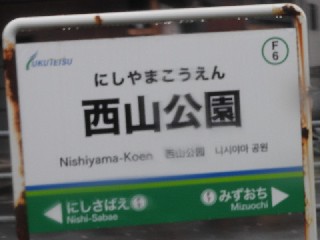 FUKUTETSU
F
6
にしやまこうえん
西山公園
Nishiyama-Koen 西山公园 니시야마 공원
にしさばえ みずおち
Nishi-Sabae Mizuochi